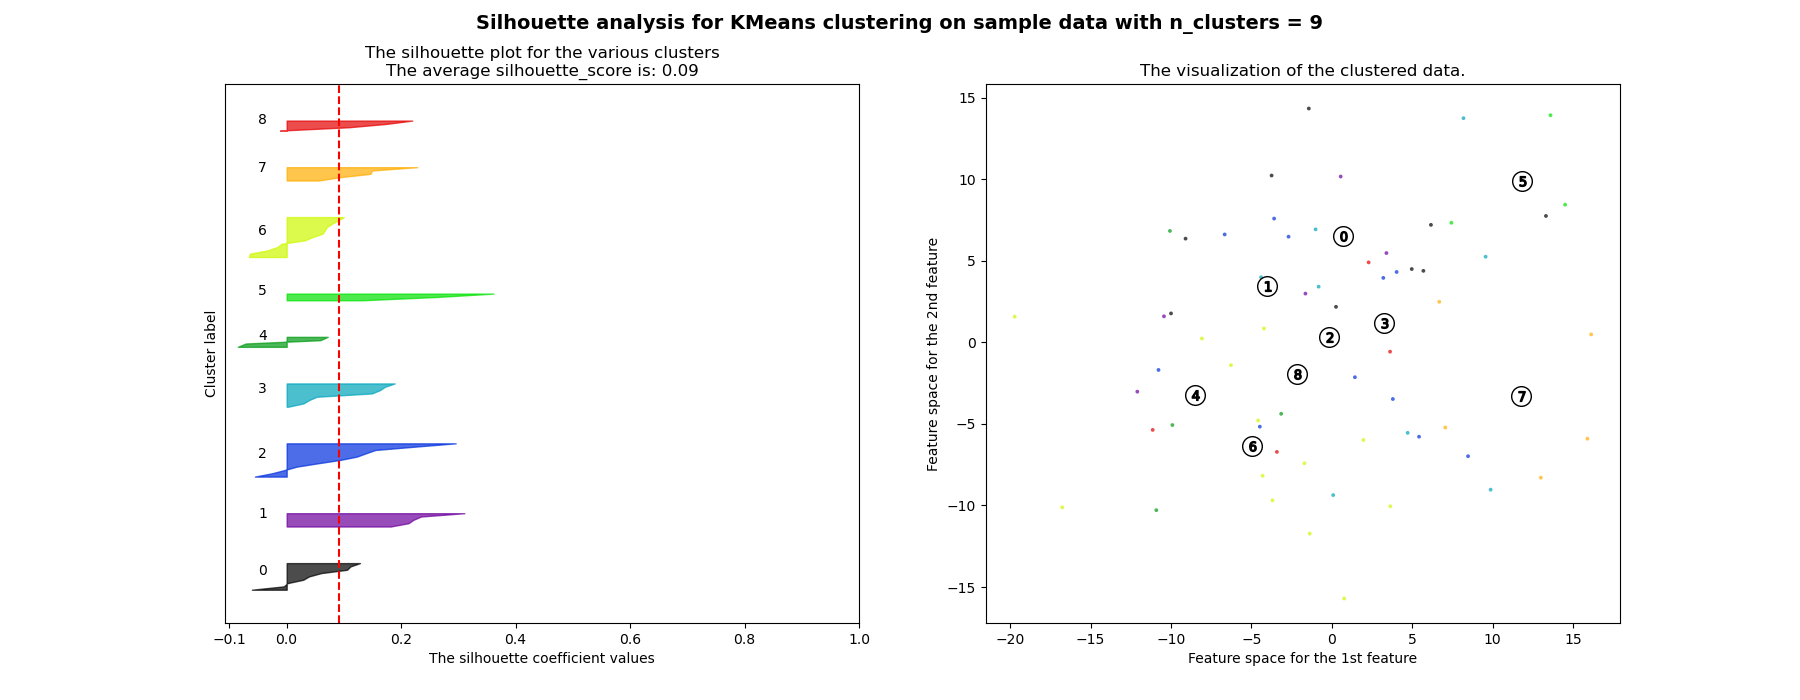 Silhouette analysis for KMeans clustering on sample data with n_clusters = 9
The silhouette plot for the various clusters
The average silhouette_score is: 0.09
8
7
6
5
4
3
2
1
0
Cluster label
−0.1 0.0 0.2 0.4 0.6 0.8 1.0
The silhouette coefficient values
The visualization of the clustered data.
15
10
5
0
−5
−10
−15
Feature space for the 2nd feature
5
0
1
3
2
8
4
7
6
−20 −15 −10 −5 0 5 10 15
Feature space for the 1st feature